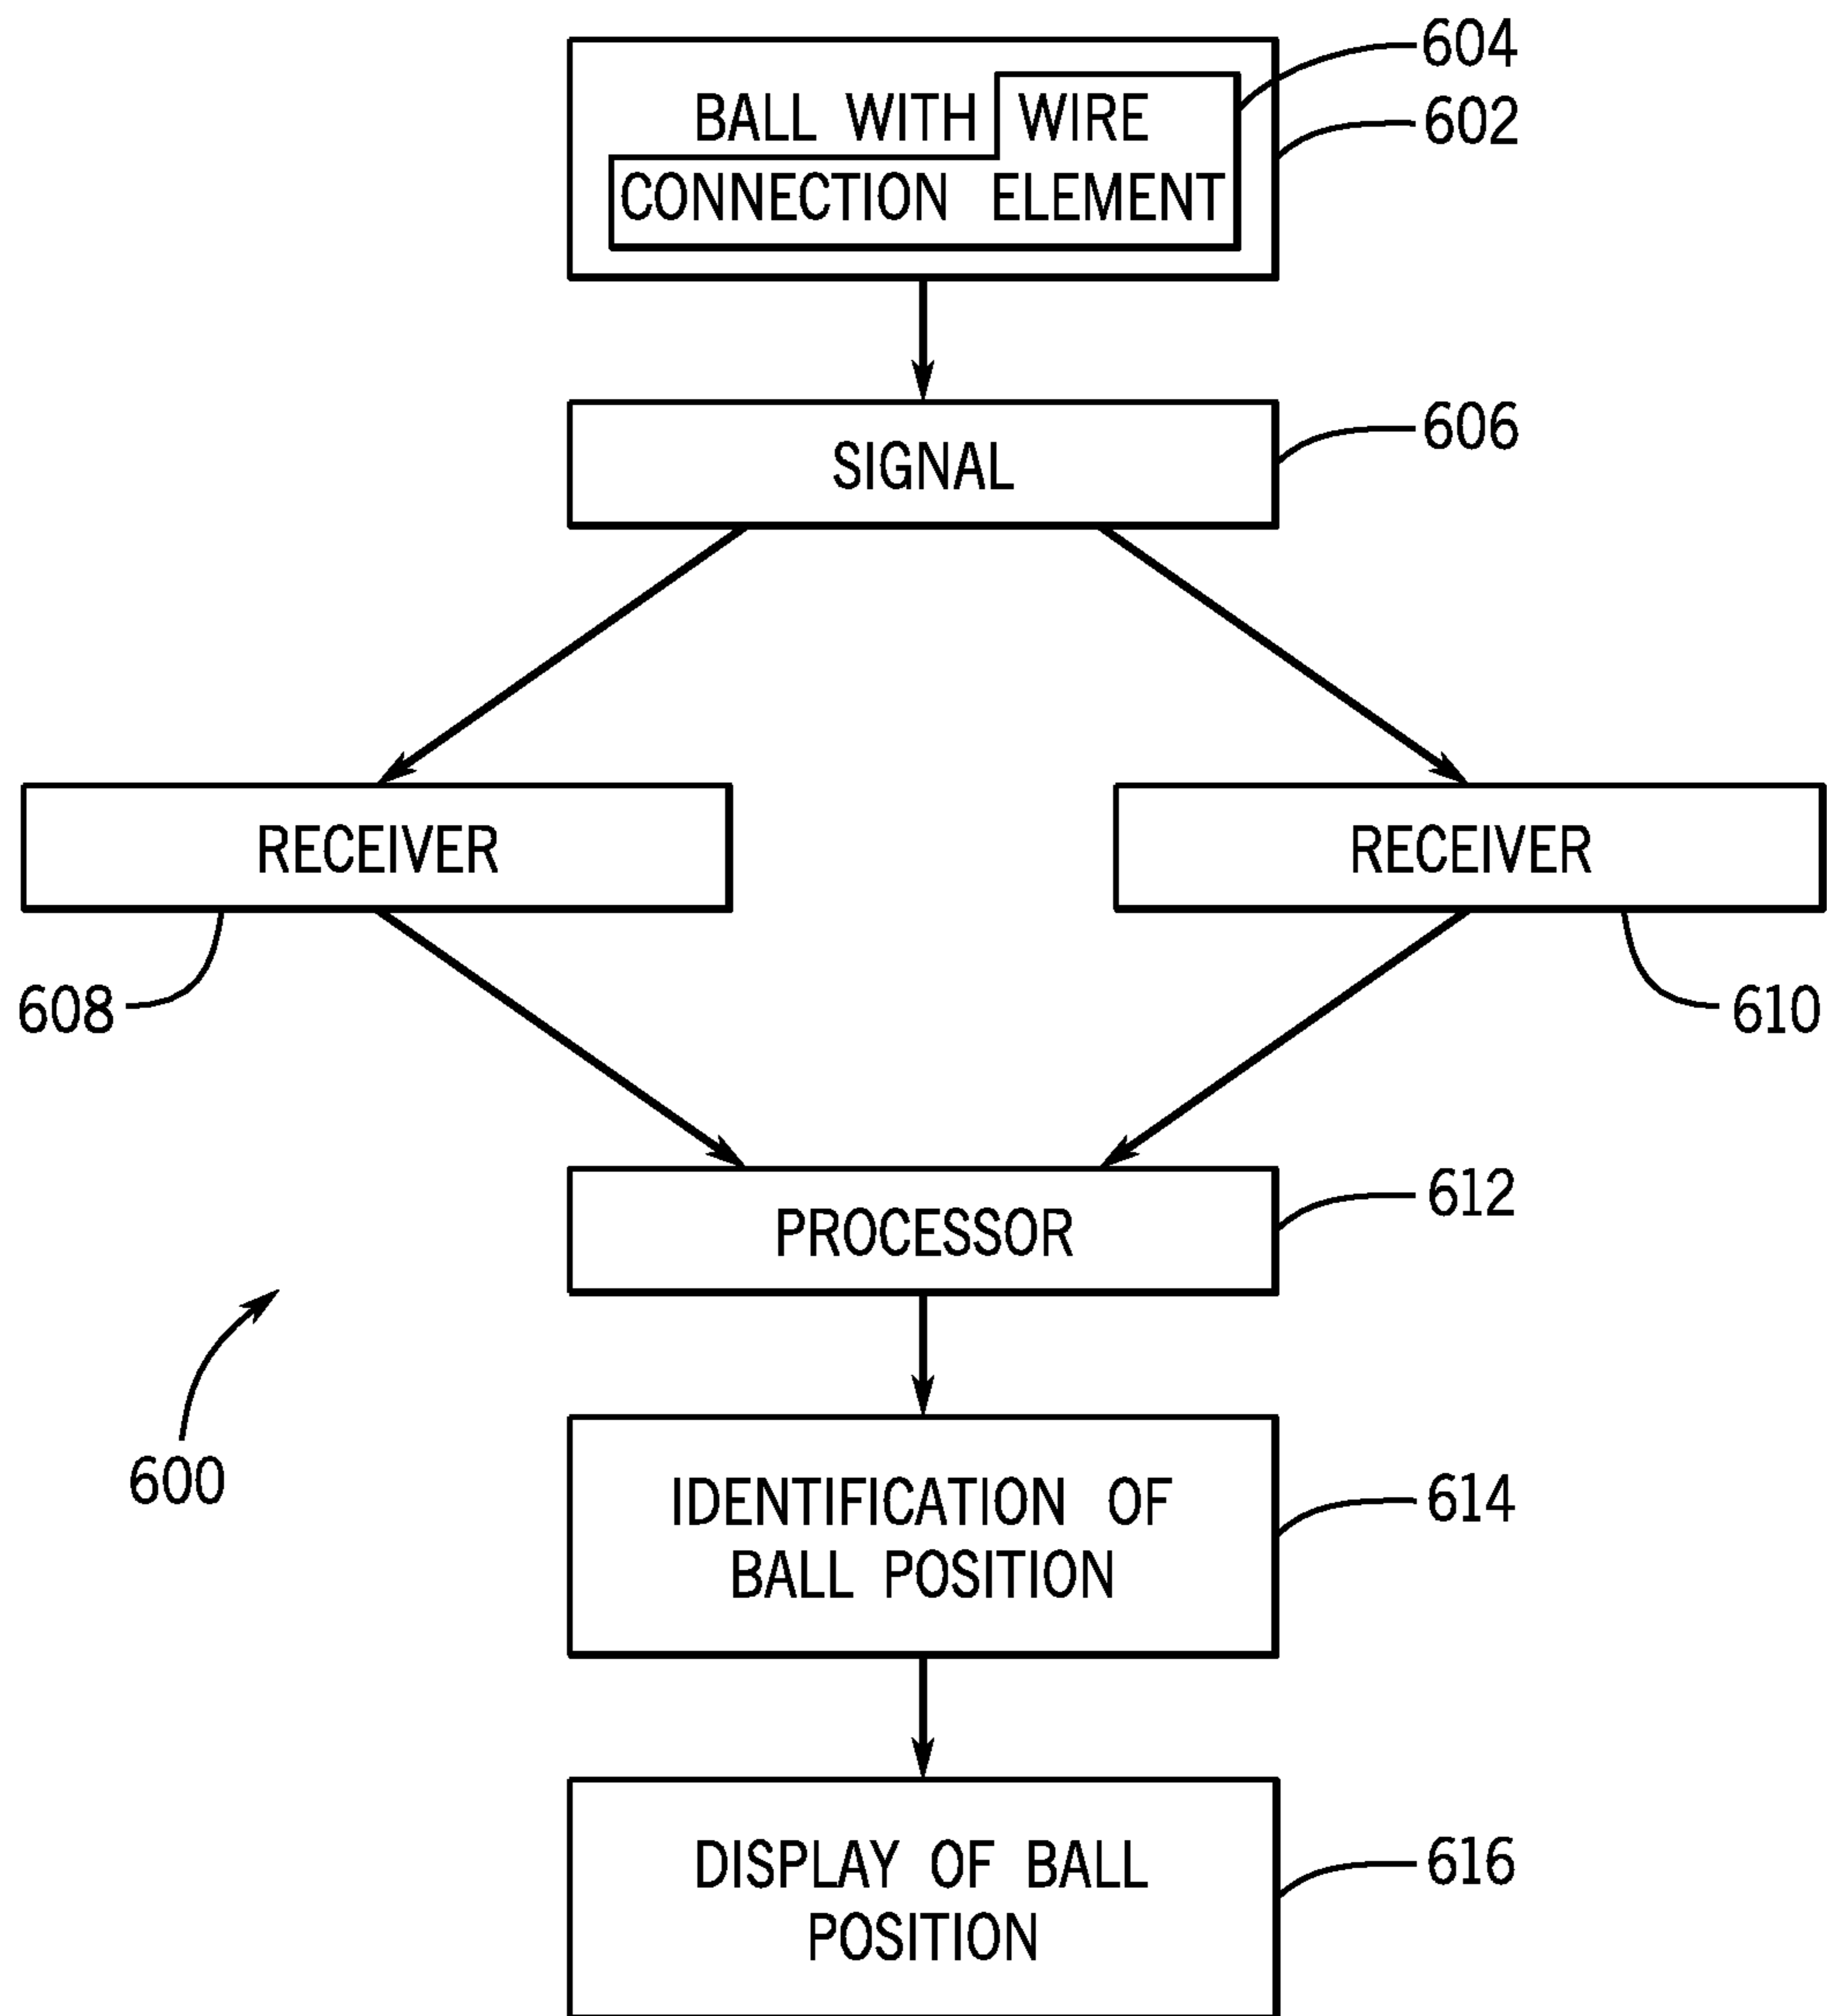 604
BALL WITH WIRE
602
CONNECTION ELEMENT
606
SIGNAL
RECEIVER
RECEIVER
608
610
612
PROCESSOR
600
IDENTIFICATION OF
614
BALL POSITION
DISPLAY OF BALL
616
POSITION